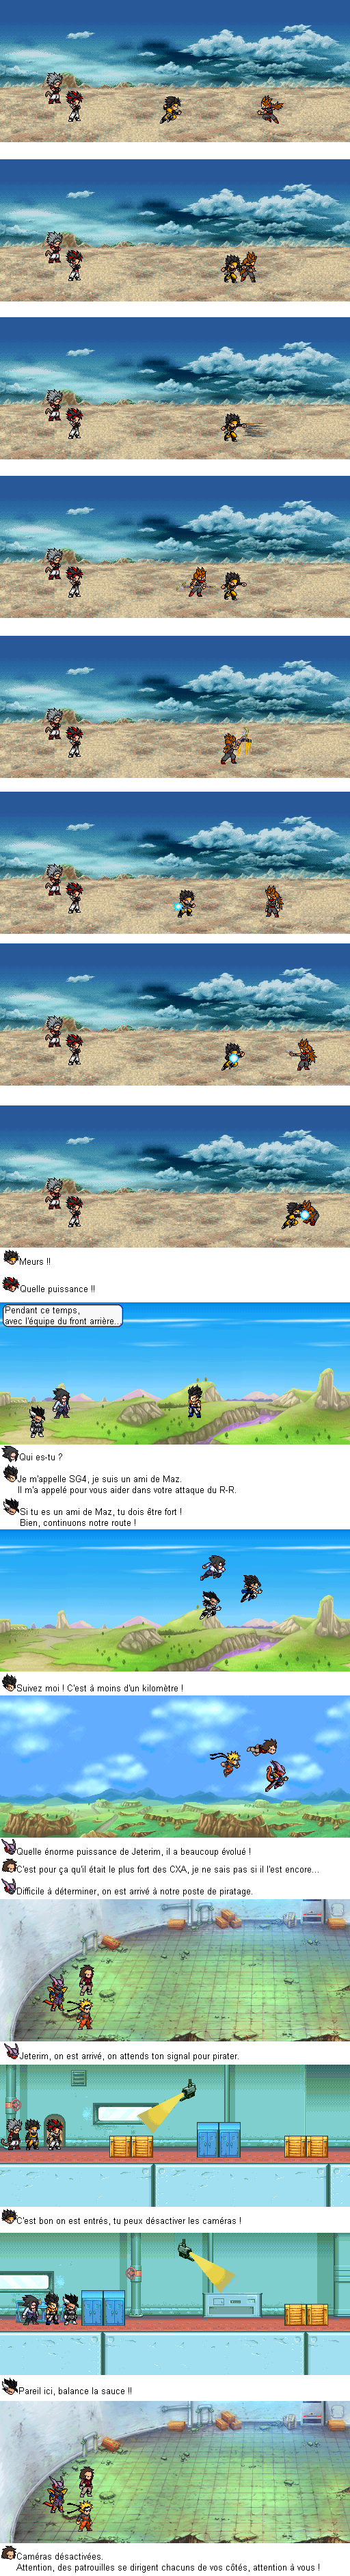 Meurs !!
Quelle puissance !!
Pendant ce temps,
avec l'équipe du front arrière..
Qui es-tu ?
Je m'appelle SG4, je suis un ami de Maz.
Il m'a appelé pour vous aider dans votre attaque du R-R.
Si tu es un ami de Maz, tu dois être fort !
Bien, continuons notre route !
Suivez moi ! C'est à moins d'un kilomètre !
Quelle énorme puissance de Jeterim, il a beaucoup évolué !
C'est pour ça qu'il était le plus fort des CXA, je ne sais pas si il l'est encore...
Difficile à déterminer, on est arrivé à notre poste de piratage.
Jeterim, on est arrivé, on attends ton signal pour pirater.
C'est bon on est entrés, tu peux désactiver les caméras !
Pareil ici, balance la sauce !!
Caméras désactivées.
Attention, des patrouilles se dirigent chacuns de vos côtés, attention à vous !